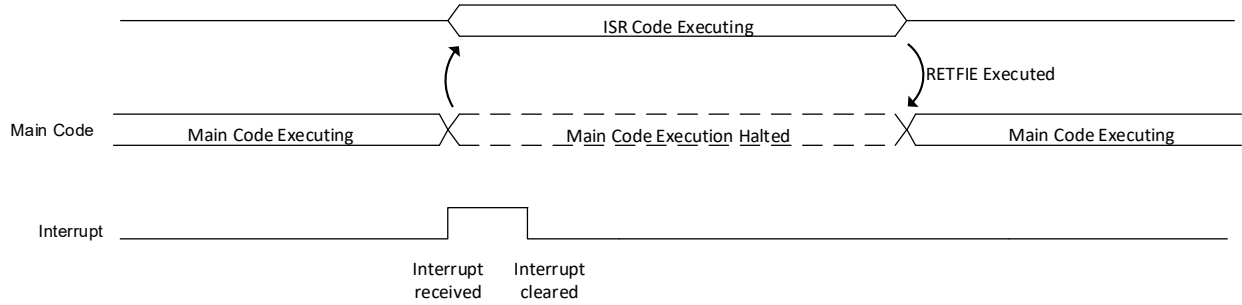 ISR Code Executing
RETFIE Executed
Main Code
Main Code Executing
Main Code Execution Halted
Main Code Executing
Interrupt
Interrupt
received
Interrupt
cleared